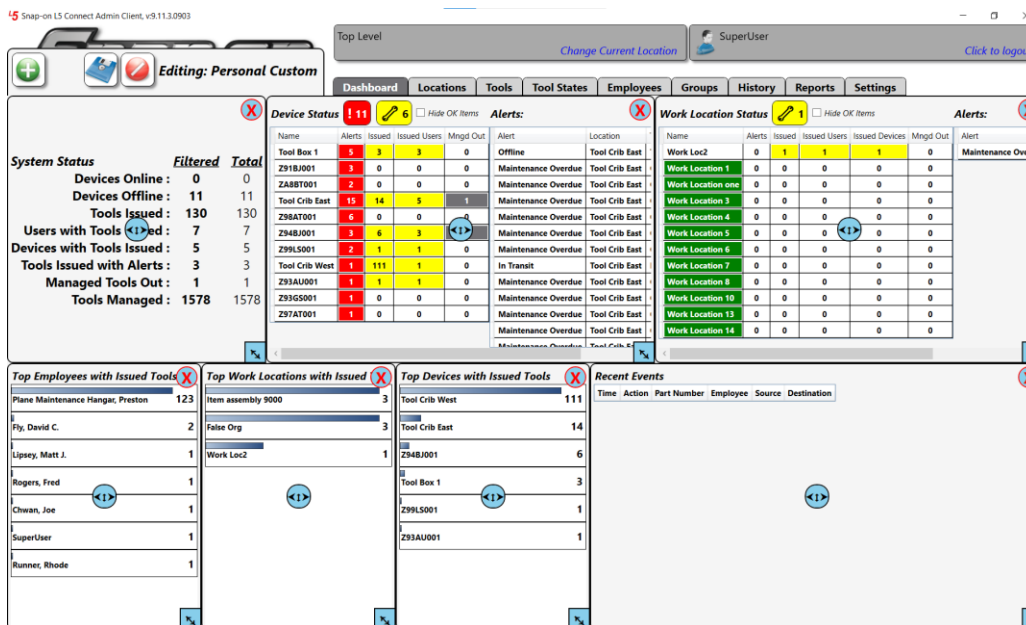 L5 Snap-on L5 Connect Admin Client, v:9.11.3.0903
Top Level
Change Current Location
SuperUser
Click to logou
Editing: Personal Custom
Dashboard Locations Tools Tool States Employees Groups History Reports Settings
System Status Filtered Total
Devices Online : 0 0
Devices Offline : 11 11
Tools Issued : 130 130
Users with Tools ed : 7 7
Devices with Tools Issued : 5 5
Tools Issued with Alerts : 3 3
Managed Tools Out : 1 1
Tools Managed : 1578 1578
Device Status ! 11 6 Hide OK Items Alerts:
Name Alerts Issued Issued Users Mngd Out
Tool Box 1 5 3 3 0
Z91BJ001 3 0 0 0
ZA8BT001 2 0 0 0
Tool Crib East 15 14 5 1
Z98AT001 6 0 0 0
Z94BJ001 3 6 3
Z99LS001 2 1 1 0
Tool Crib West 1 111 1 0
Z93AU001 1 1 1 0
Z93GS001 1 0 0 0
Z97AT001 1 0 0 0
Alert Location
Offline Tool Crib East
Maintenance Overdue Tool Crib East
Maintenance Overdue Tool Crib East
Maintenance Overdue Tool Crib East
Maintenance Overdue Tool Crib East
Maintenance Overdue Tool Crib East
Maintenance Overdue Tool Crib East
In Transit Tool Crib East
Maintenance Overdue Tool Crib East
Maintenance Overdue Tool Crib East
Maintenance Overdue Tool Crib East
Maintenance Overdue Tool Crib East
Maintenance Overdue Tool Crib E
Work Location Status 1 Hide OK Items Alerts:
Name Alerts Issued Issued Users Issued Devices Mngd Out
Work Loc2 0 1 1 1 0
Work Location 1 0 0 0 0 0
Work Location one 0 0 0 0 0
Work Location 3 0 0 0 0 0
Work Location 4 0 0 0 0 0
Work Location 5 0 0 0 0 0
Work Location 6 0 0 0 0 0
Work Location 7 0 0 0 0 0
Work Location 8 0 0 0 0 0
Work Location 10 0 0 0 0 0
Work Location 13 0 0 0 0 0
Work Location 14 0 0 0 0 0
Alert
Maintenance Ove
Top Employees with Issued Tools
Plane Maintenance Hangar, Preston 123
Fly, David C. 2
Lipsey, Matt J. 1
Rogers, Fred 1
Chwan, Joe 1
SuperUser 1
Runner, Rhode 1
Top Work Locations with Issued T
Item assembly 9000 3
False Org 3
Work Loc2 1
Top Devices with Issued Tools
Tool Crib West 111
Tool Crib East 14
Z94BJ001 6
Tool Box 1 3
Z99LS001 1
Z93AU001 1
Recent Events
Time Action Part Number Employee Source Destination